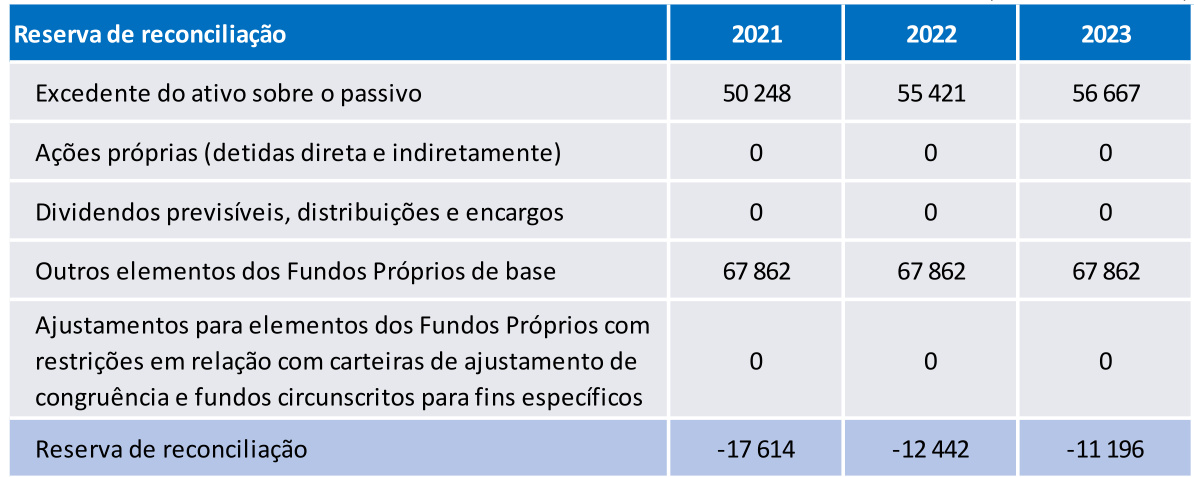 Reserva de reconciliação 2021 2022 2023
Excedente do ativo sobre o passivo 50 248 55 421 56 667
Ações próprias (detidas direta e indiretamente) 0 0 0
Dividendos previsíveis, distribuições e encargos 0 0 0
Outros elementos dos Fundos Próprios de base 67 862 67 862 67 862
Ajustamentos para elementos dos Fundos Próprios com
restrições em relação com carteiras de ajustamento de 0 0 0
congruência e fundos circunscritos para fins específicos
Reserva de reconciliação -17 614 -12 442 -11 196